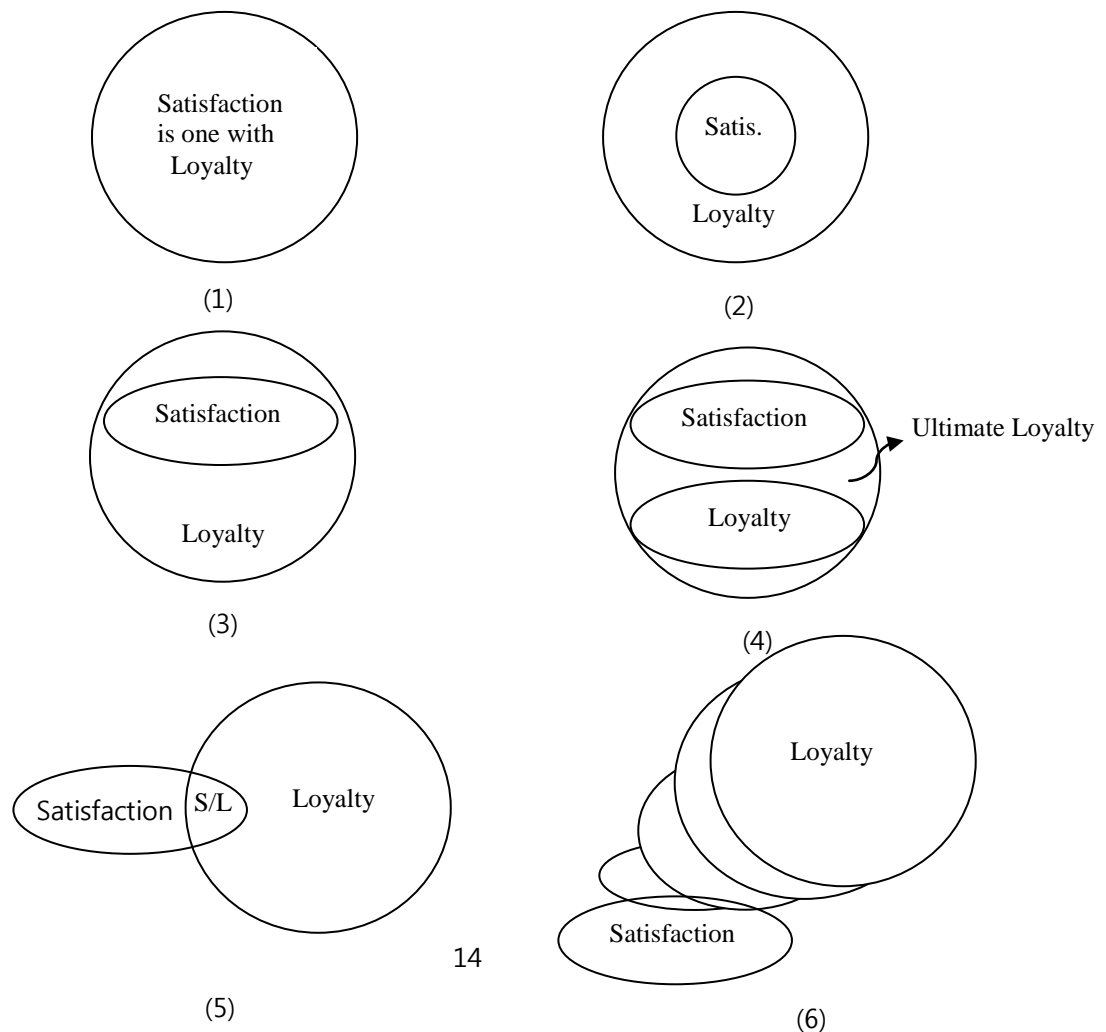 Satisfaction
is one with
Loyalty
(1)
Satis.
Loyalty
(2)
Satisfaction
Loyalty
(3)
Satisfaction
Loyalty
Ultimate Loyalty
(4)
Satisfaction
S/L
Loyalty
(5)
Loyalty
Satisfaction
(6)
14